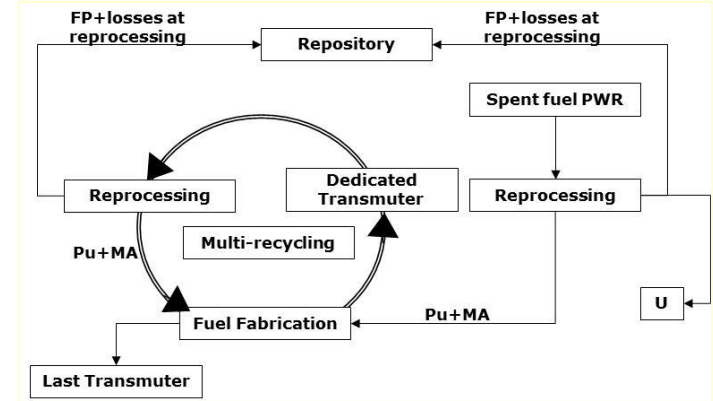 FP+losses at
reprocessing
FP+losses at
reprocessing
Repository
Spent fuel PWR
Reprocessing
Dedicated
Transmuter
Reprocessing
Multi-recycling
Pu+MA
U
Fuel Fabrication
Pu+MA
Last Transmuter